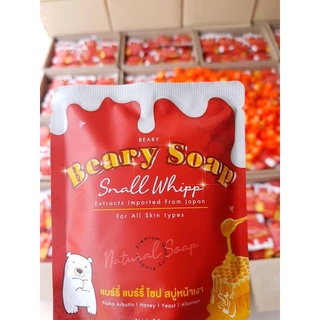 BEARY
Beary Soap
Snail Whipp
Extracts Imported From Japan
For All Skin types
Premium
Natural Soap
แบร์รี่ แบร์รี่ โซป สบู่หน้าเงา
Alpha Arbutin | Honey | Yeast | Allantoin